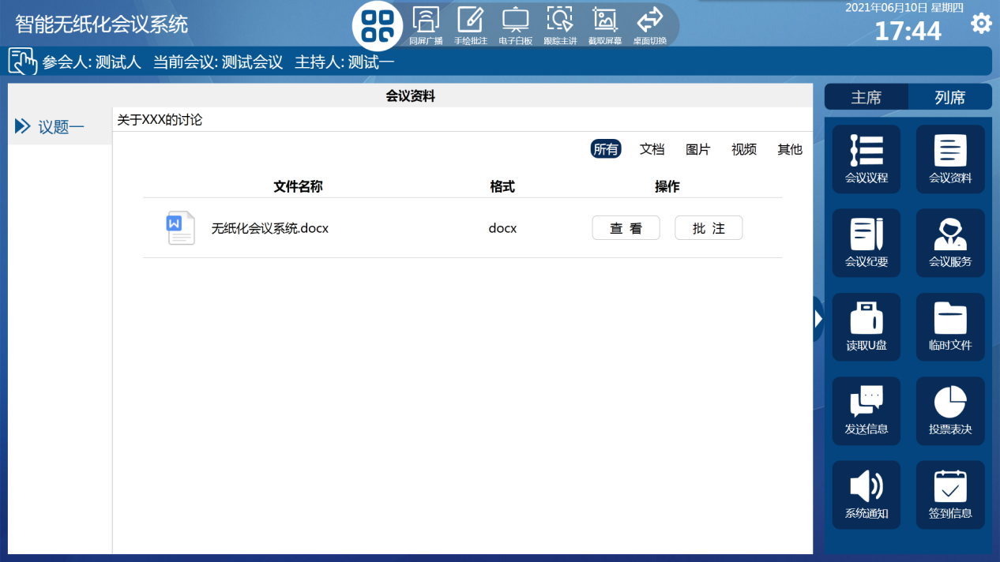 智能无纸化会议系统
同屏广播 手绘批注 电子白板 跟踪主讲 截取屏幕 桌面切换
2021年06月10日 星期四
17:44
参会人: 测试人 当前会议: 测试会议 主持人: 测试一
会议资料
议题一
关于XXX的讨论
所有 文档 图片 视频 其他
文件名称 格式 操作
W 无纸化会议系统.docx docx 查 看 批 注
主席 列席
会议议程 会议资料
会议纪要 会议服务
读取U盘 临时文件
发送信息 投票表决
系统通知 签到信息